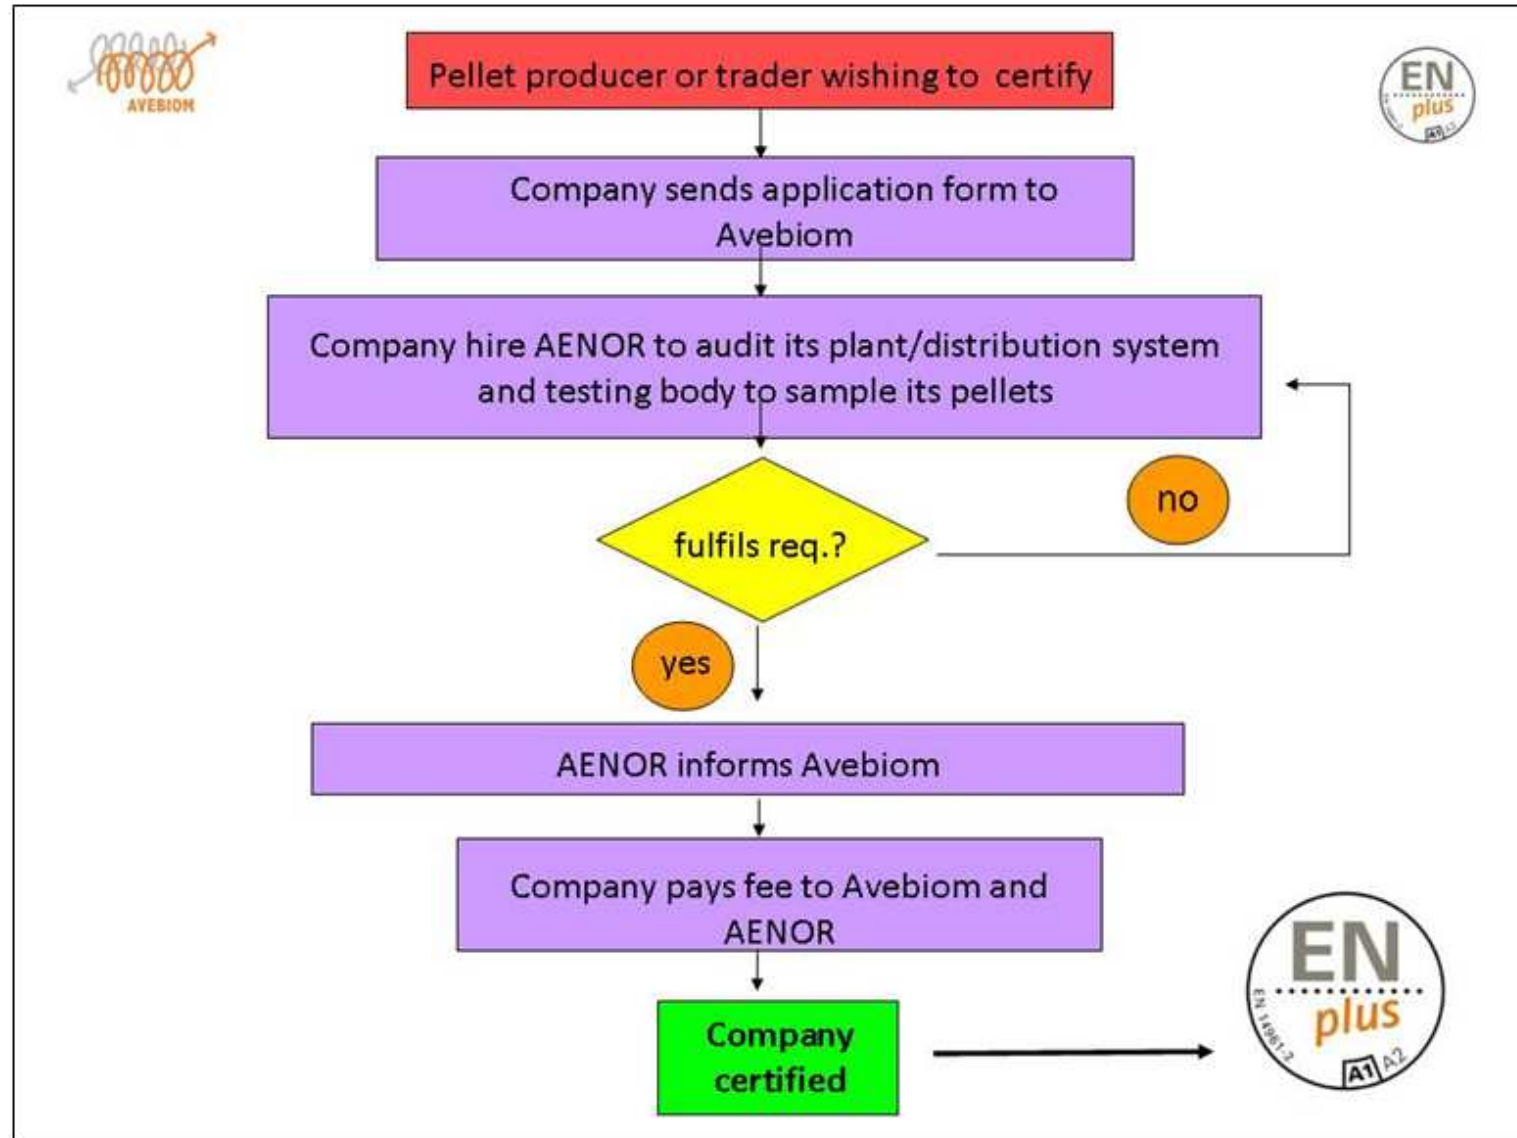 AVEBIOM
Pellet producer or trader wishing to certify
EN
plus
A1
Company sends application form to
Avebiom
Company hire AENOR to audit its plant/distribution system
and testing body to sample its pellets
no
fulfils req.?
yes
AENOR informs Avebiom
Company pays fee to Avebiom and
AENOR
Company
certified
EN
plus
EN 14961-2
A1 A2